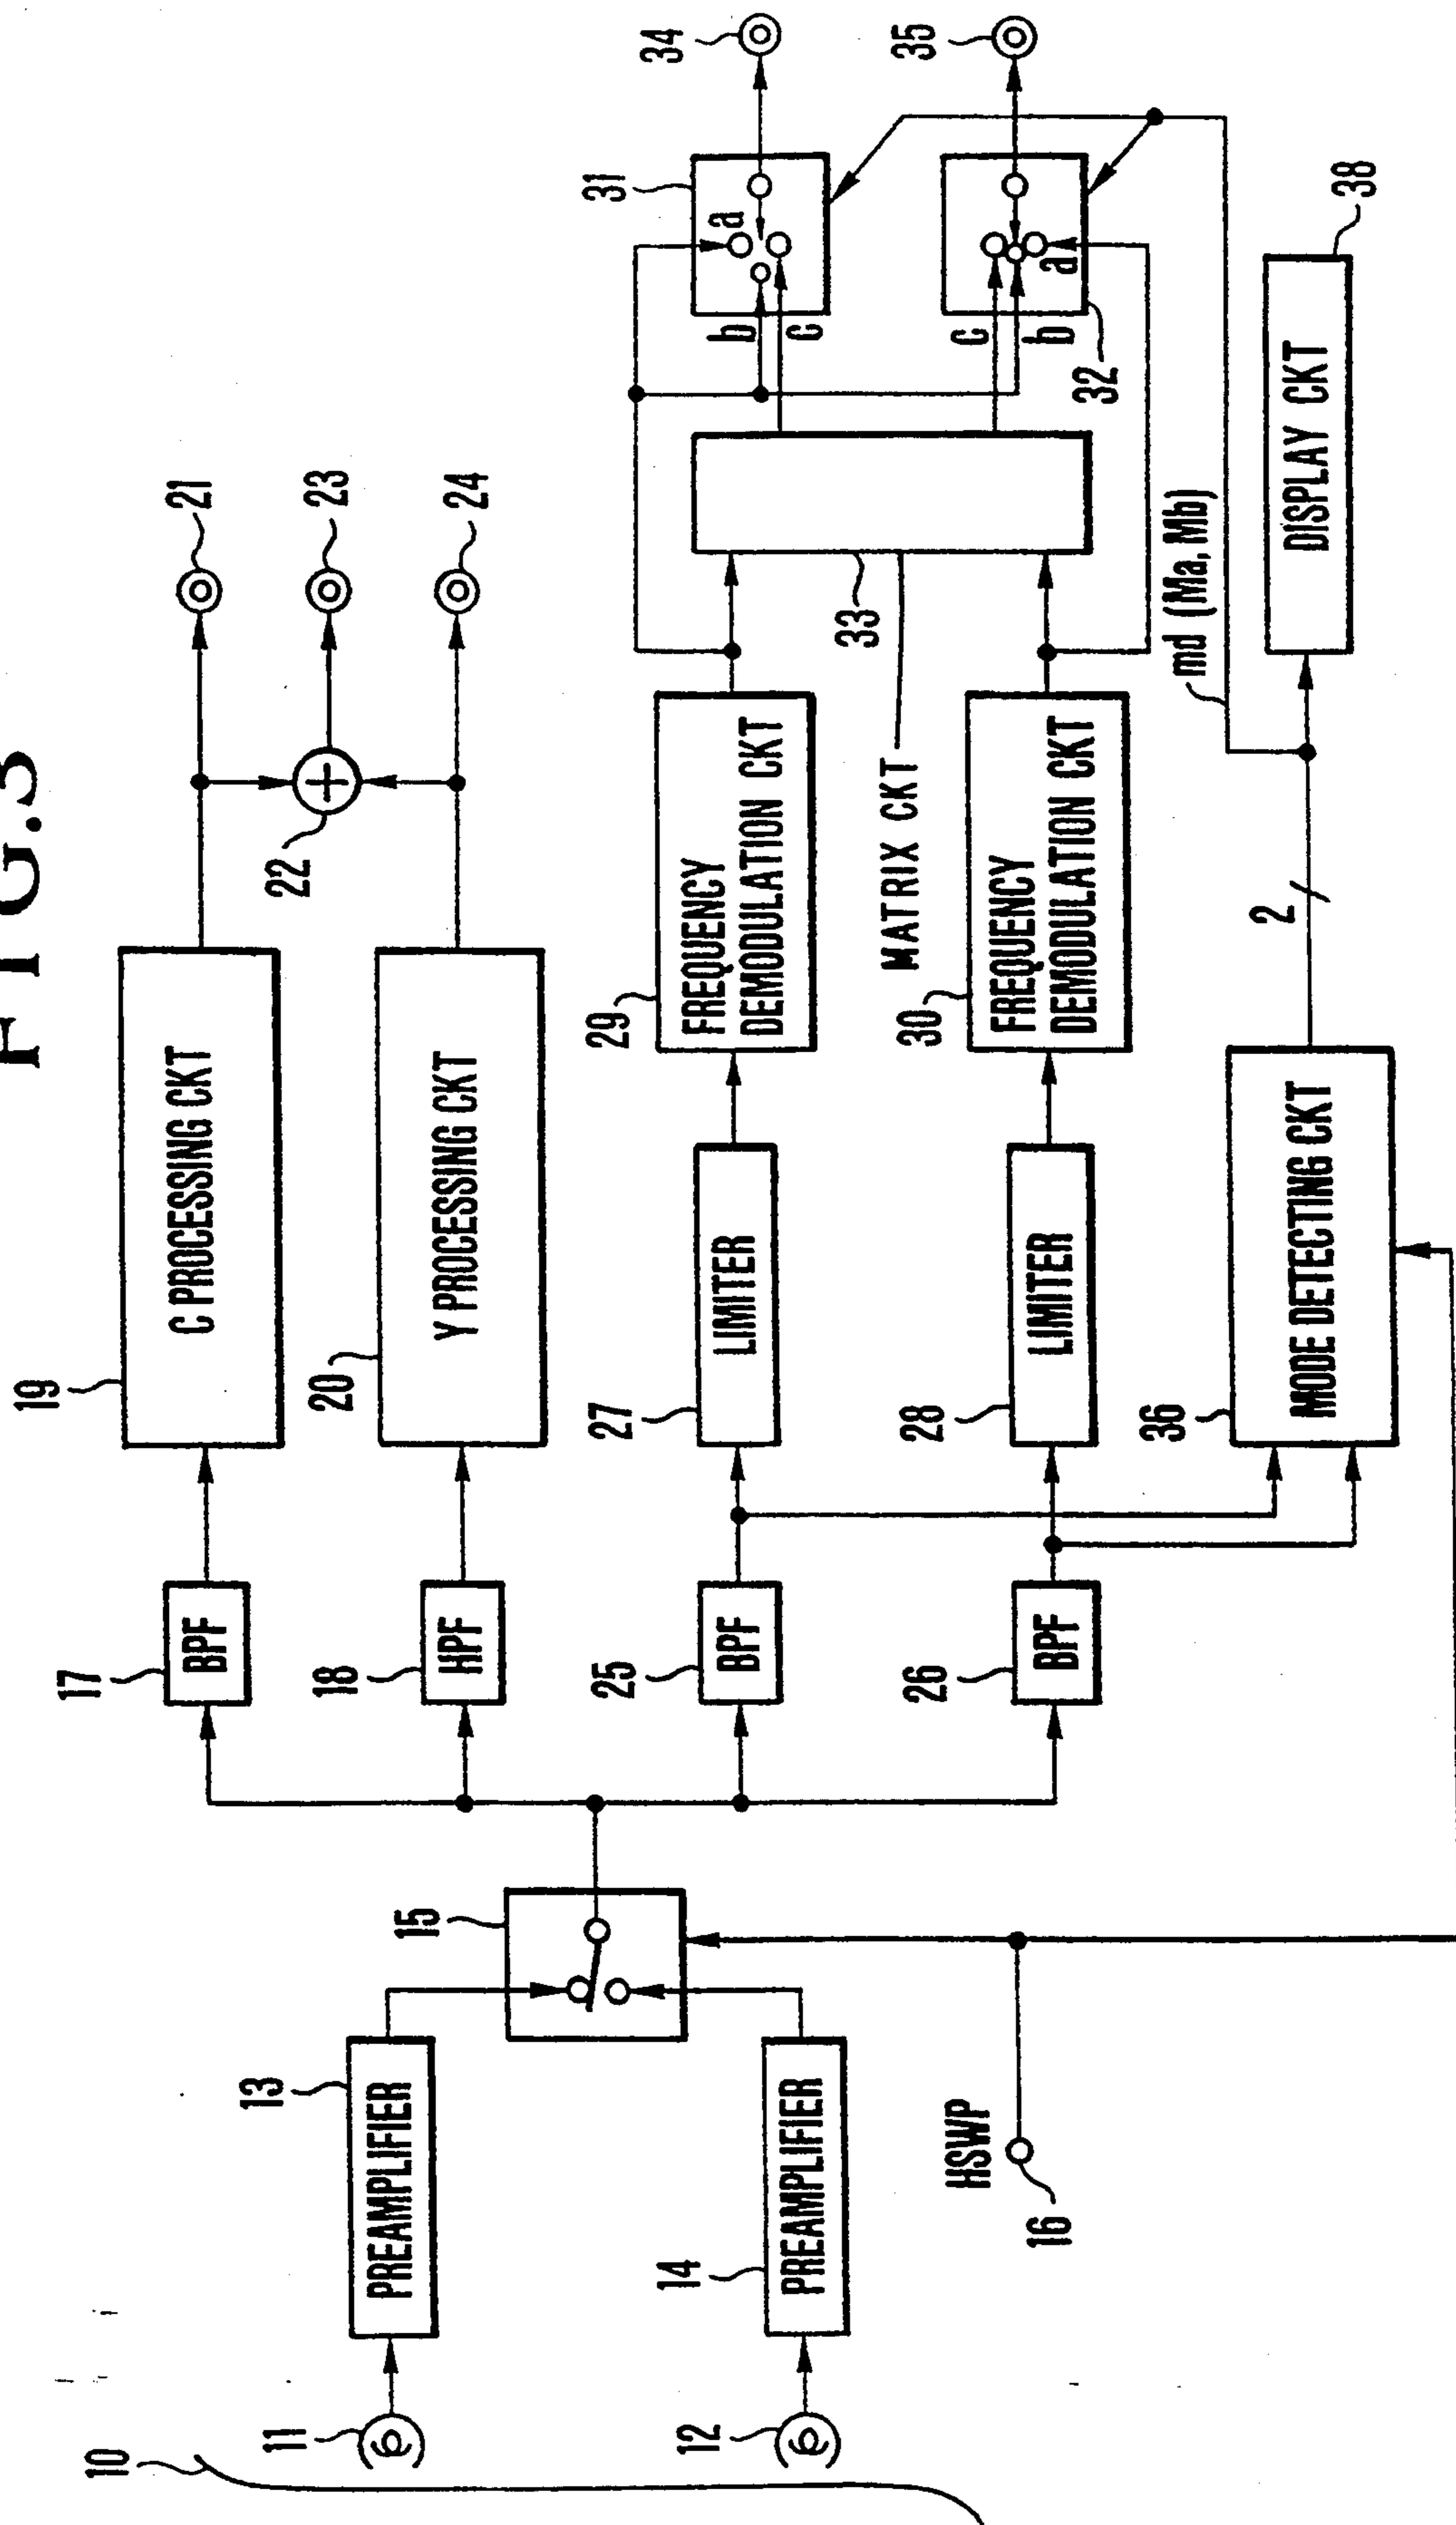 FIG.3
10
11
12
PREAMPLIFIER
13
PREAMPLIFIER
14
15
HSWP
16
BPF
17
HPF
18
BPF
25
BPF
26
C PROCESSING CKT
19
Y PROCESSING CKT
20
LIMITER
27
LIMITER
28
MODE DETECTING CKT
36
21
22
23
24
FREQUENCY
DEMODULATION CKT
29
FREQUENCY
DEMODULATION CKT
30
MATRIX CKT
33
2
md (Ma, Mb)
DISPLAY CKT
38
31
a
b
c
34
32
c
b
a
35